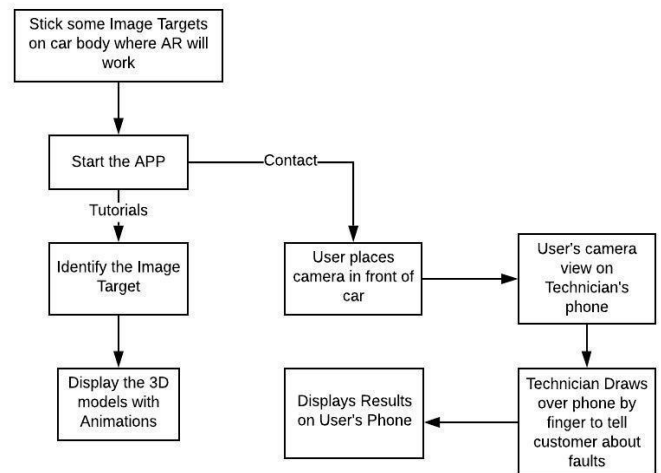 Stick some Image Targets
on car body where AR will
work
Start the APP
Contact
Tutorials
Identify the Image
Target
User places
camera in front of
car
User's camera
view on
Technician's
phone
Display the 3D
models with
Animations
Displays Results
on User's Phone
Technician Draws
over phone by
finger to tell
customer about
faults